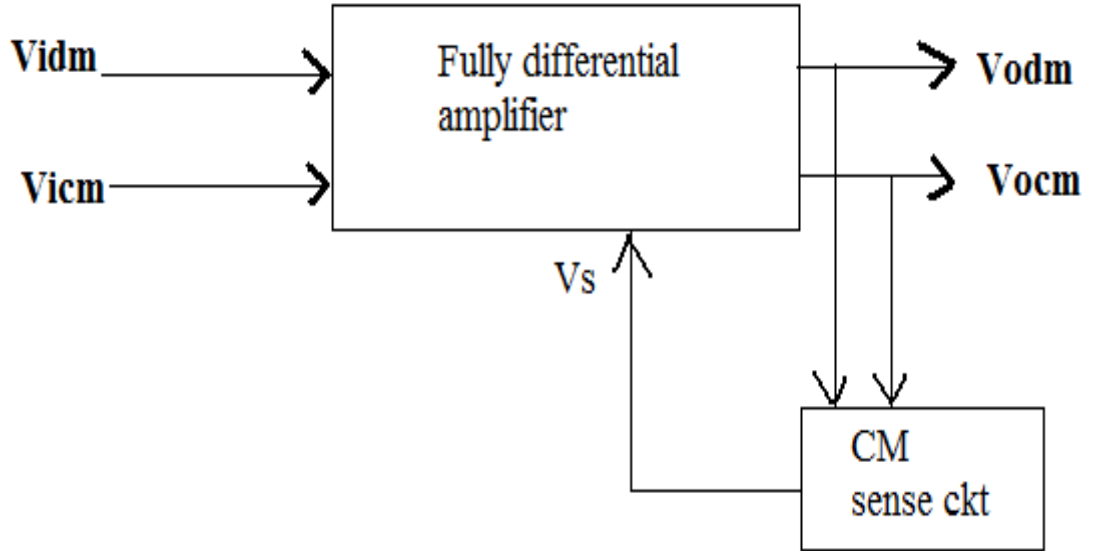 Vidm
Vicm
Fully differential
amplifier
Vodm
Vocm
Vs
CM
sense ckt